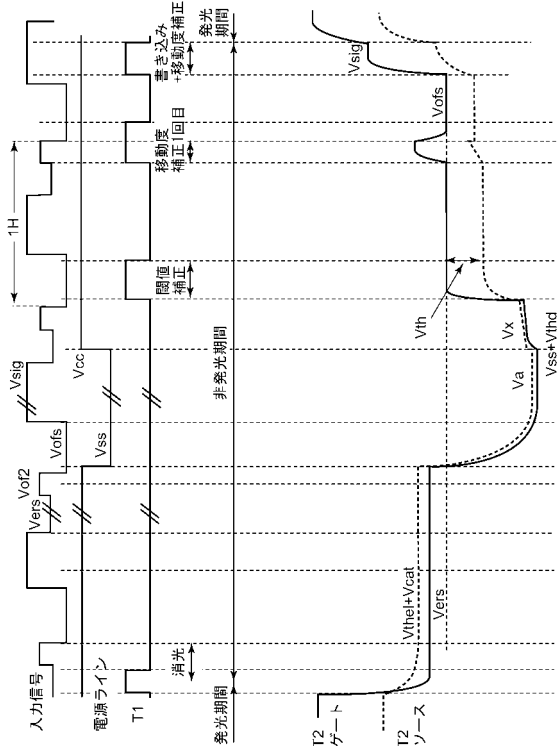 入力信号
Vers
Vof2
Vofs
Vsig
1H
電源ライン
Vss
Vcc
T1
消光
閾値
補正
移動度
補正1回目
書き込み
+移動度補正
発光期間
非発光期間
発光
期間
T2
ゲート
T2
ソース
Vthel+Vcat
Vers
Va
Vx
Vss+Vthd
Vth
Vofs
Vsig